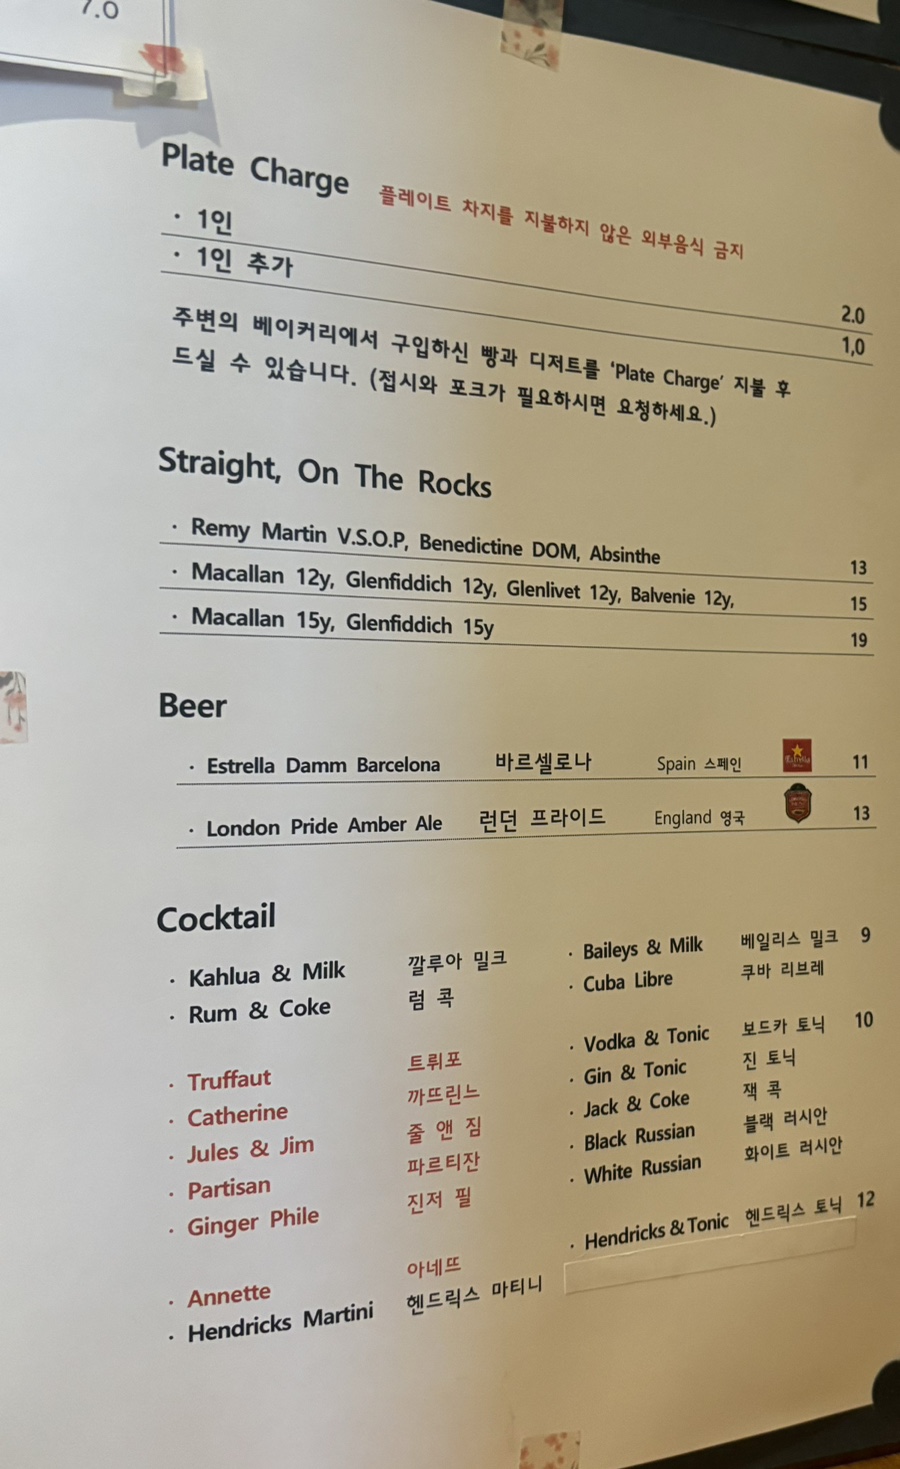 7.0
Plate Charge 플레이트 차지를 지불하지 않은 외부음식 금지
· 1인 2.0
· 1인 추가 1,0
주변의 베이커리에서 구입하신 빵과 디저트를 ‘Plate Charge’ 지불 후
드실 수 있습니다. (접시와 포크가 필요하시면 요청하세요.)
Straight, On The Rocks
· Remy Martin V.S.O.P, Benedictine DOM, Absinthe 13
· Macallan 12y, Glenfiddich 12y, Glenlivet 12y, Balvenie 12y, 15
· Macallan 15y, Glenfiddich 15y 19
Beer
· Estrella Damm Barcelona 바르셀로나 Spain 스페인 Estrella 11
· London Pride Amber Ale 런던 프라이드 England 영국 13
Cocktail
· Kahlua & Milk 깔루아 밀크 · Baileys & Milk 베일리스 밀크 9
· Rum & Coke 럼 콕 · Cuba Libre 쿠바 리브레
· Vodka & Tonic 보드카 토닉 10
· Truffaut 트뤼포 · Gin & Tonic 진 토닉
· Catherine 까뜨린느 · Jack & Coke 잭 콕
· Jules & Jim 줄 앤 짐 · Black Russian 블랙 러시안
· Partisan 파르티잔 · White Russian 화이트 러시안
· Ginger Phile 진저 필
· Hendricks & Tonic 헨드릭스 토닉 12
· Annette 아네뜨
· Hendricks Martini 헨드릭스 마티니